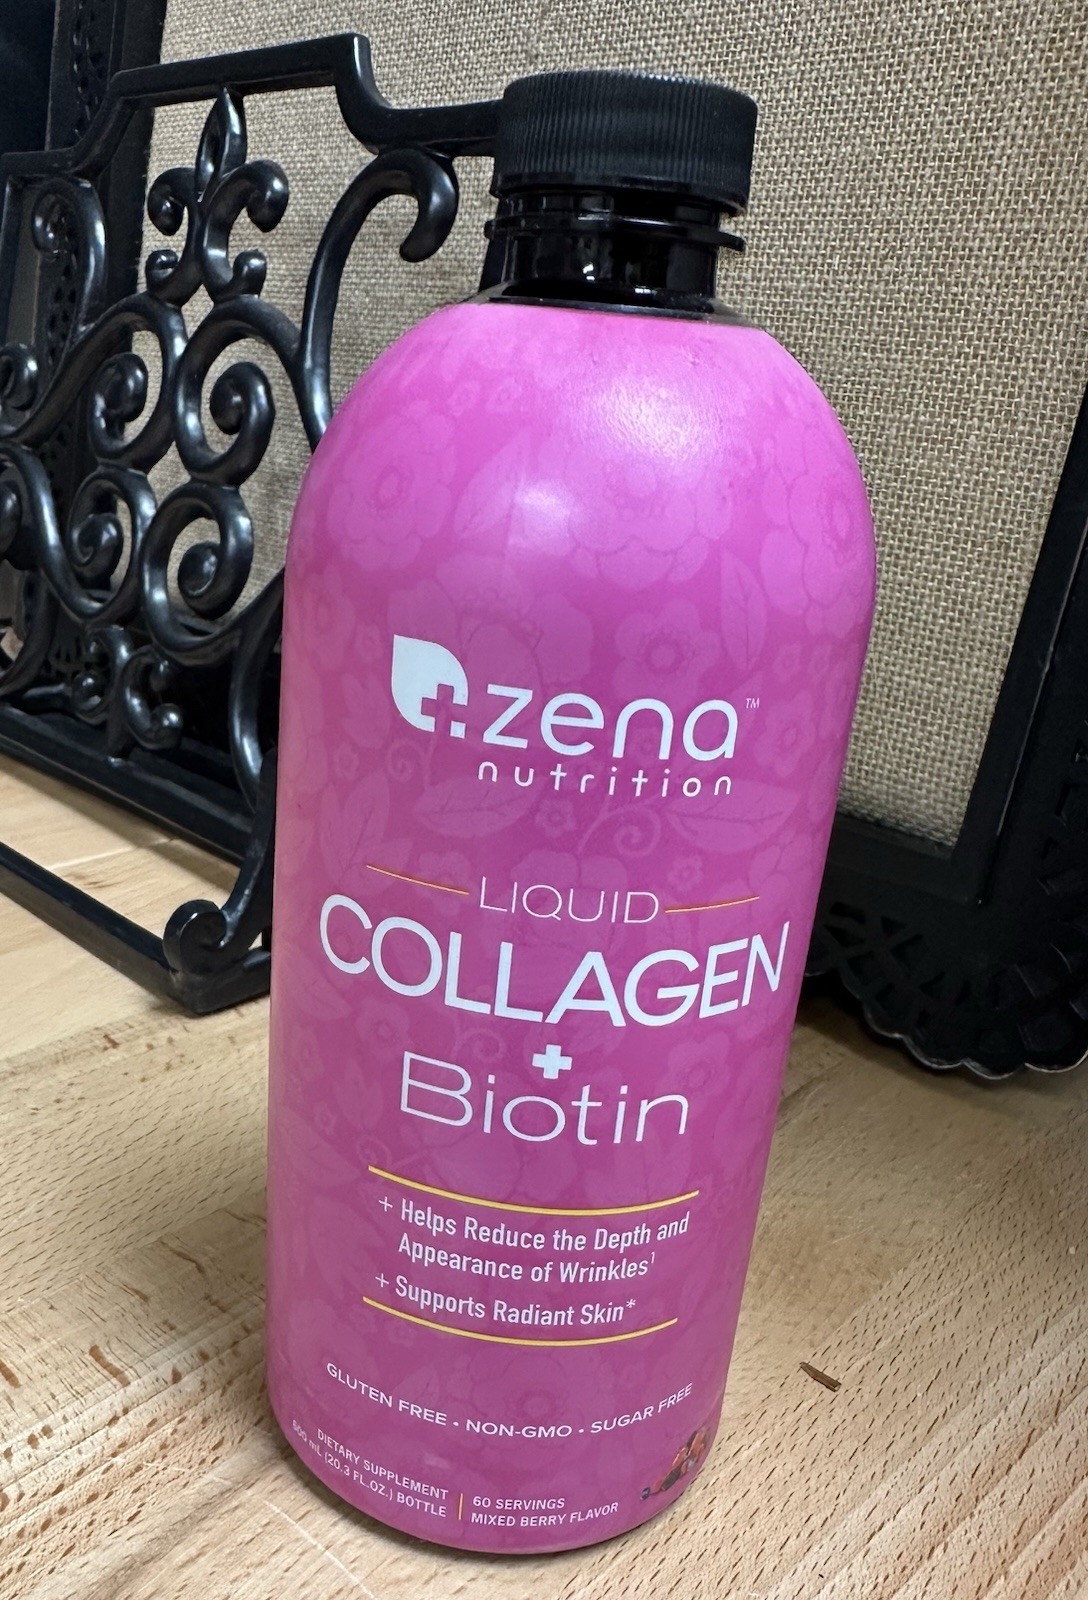 zena™
nutrition
LIQUID
COLLAGEN
+
Biotin
+ Helps Reduce the Depth and
Appearance of Wrinkles¹
+ Supports Radiant Skin*
GLUTEN FREE • NON-GMO • SUGAR FREE
DIETARY SUPPLEMENT
600 mL (20.3 FL.OZ.) BOTTLE
60 SERVINGS
MIXED BERRY FLAVOR